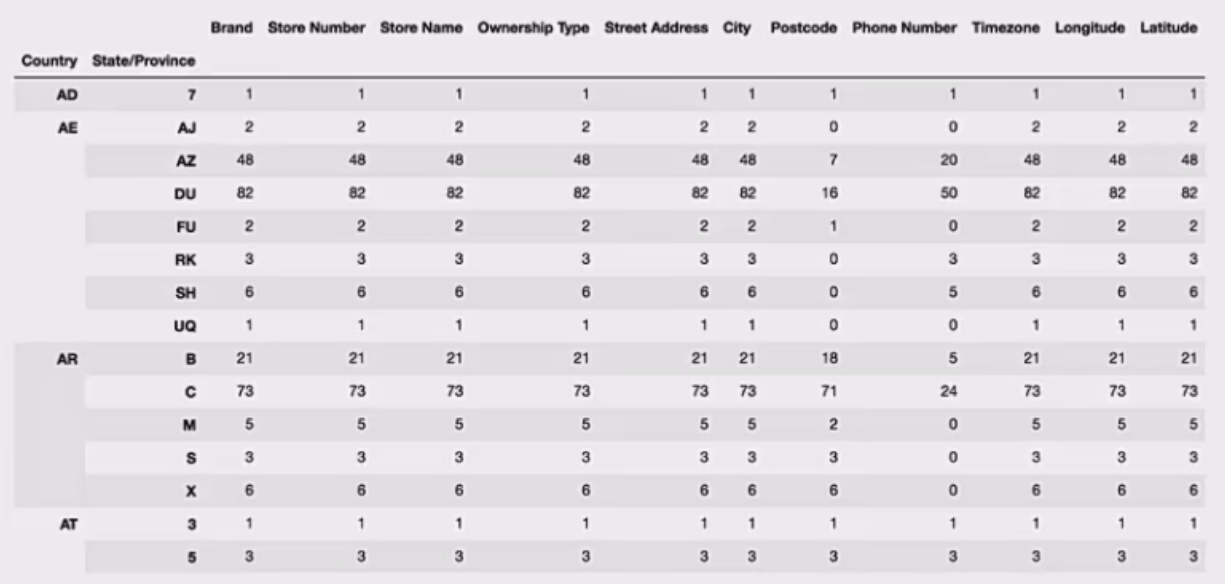 Brand Store Number Store Name Ownership Type Street Address City Postcode Phone Number Timezone Longitude Latitude
Country State/Province
AD 7 1 1 1 1 1 1 1 1 1 1 1
AE AJ 2 2 2 2 2 2 0 0 2 2 2
AZ 48 48 48 48 48 48 7 20 48 48 48
DU 82 82 82 82 82 82 16 50 82 82 82
FU 2 2 2 2 2 2 1 0 2 2 2
RK 3 3 3 3 3 3 0 3 3 3 3
SH 6 6 6 6 6 6 0 5 6 6 6
UQ 1 1 1 1 1 1 0 0 1 1 1
AR B 21 21 21 21 21 21 18 5 21 21 21
C 73 73 73 73 73 73 71 24 73 73 73
M 5 5 5 5 5 5 2 0 5 5 5
S 3 3 3 3 3 3 3 0 3 3 3
X 6 6 6 6 6 6 6 0 6 6 6
AT 3 1 1 1 1 1 1 1 1 1 1 1
5 3 3 3 3 3 3 3 3 3 3 3